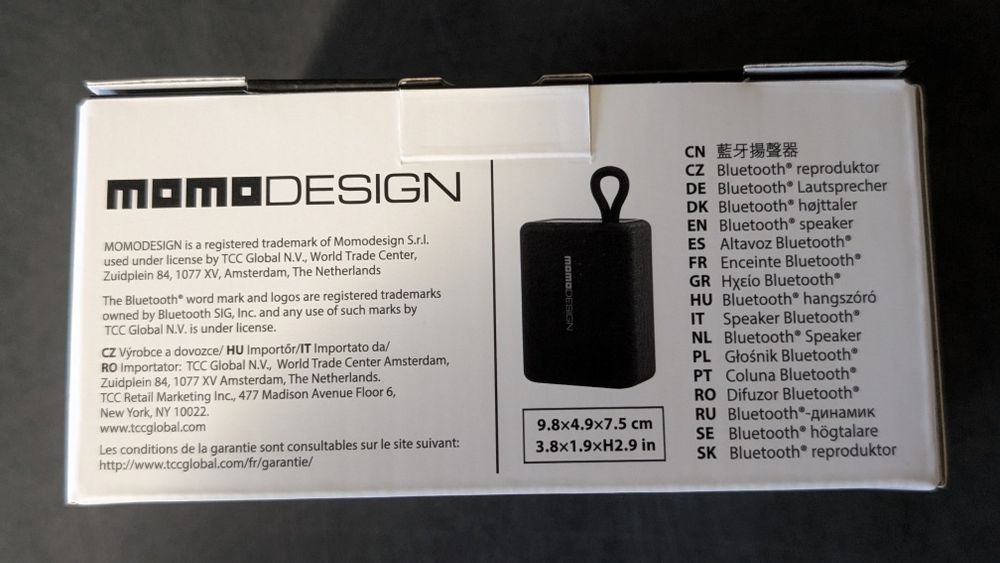 momoDESIGN
MOMODESIGN is a registered trademark of Momodesign S.r.l.
used under license by TCC Global N.V., World Trade Center,
Zuidplein 84, 1077 XV, Amsterdam, The Netherlands
The Bluetooth® word mark and logos are registered trademarks
owned by Bluetooth SIG, Inc. and any use of such marks by
TCC Global N.V. is under license.
CZ Výrobce a dovozce/ HU Importőr/IT Importato da/
RO Importator: TCC Global N.V., World Trade Center Amsterdam,
Zuidplein 84, 1077 XV Amsterdam, The Netherlands.
TCC Retail Marketing Inc., 477 Madison Avenue Floor 6,
New York, NY 10022.
www.tccglobal.com
Les conditions de la garantie sont consultables sur le site suivant:
http://www.tccglobal.com/fr/garantie/
momoDESIGN
9.8×4.9×7.5 cm
3.8×1.9×H2.9 in
CN 藍牙揚聲器
CZ Bluetooth® reproduktor
DE Bluetooth® Lautsprecher
DK Bluetooth® højttaler
EN Bluetooth® speaker
ES Altavoz Bluetooth®
FR Enceinte Bluetooth®
GR Ηχείο Bluetooth®
HU Bluetooth® hangszóró
IT Speaker Bluetooth®
NL Bluetooth® Speaker
PL Głośnik Bluetooth®
PT Coluna Bluetooth®
RO Difuzor Bluetooth®
RU Bluetooth®-динамик
SE Bluetooth® högtalare
SK Bluetooth® reproduktor